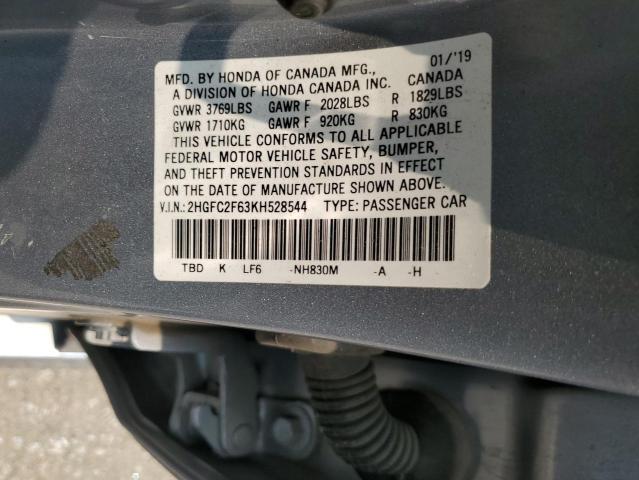 MFD. BY HONDA OF CANADA MFG., 01/'19
A DIVISION OF HONDA CANADA INC. CANADA
GVWR 3769LBS GAWR F 2028LBS R 1829LBS
GVWR 1710KG GAWR F 920KG R 830KG
THIS VEHICLE CONFORMS TO ALL APPLICABLE
FEDERAL MOTOR VEHICLE SAFETY, BUMPER,
AND THEFT PREVENTION STANDARDS IN EFFECT
ON THE DATE OF MANUFACTURE SHOWN ABOVE.
V.I.N.: 2HGFC2F63KH528544 TYPE: PASSENGER CAR
TBD K LF6 -NH830M -A -H